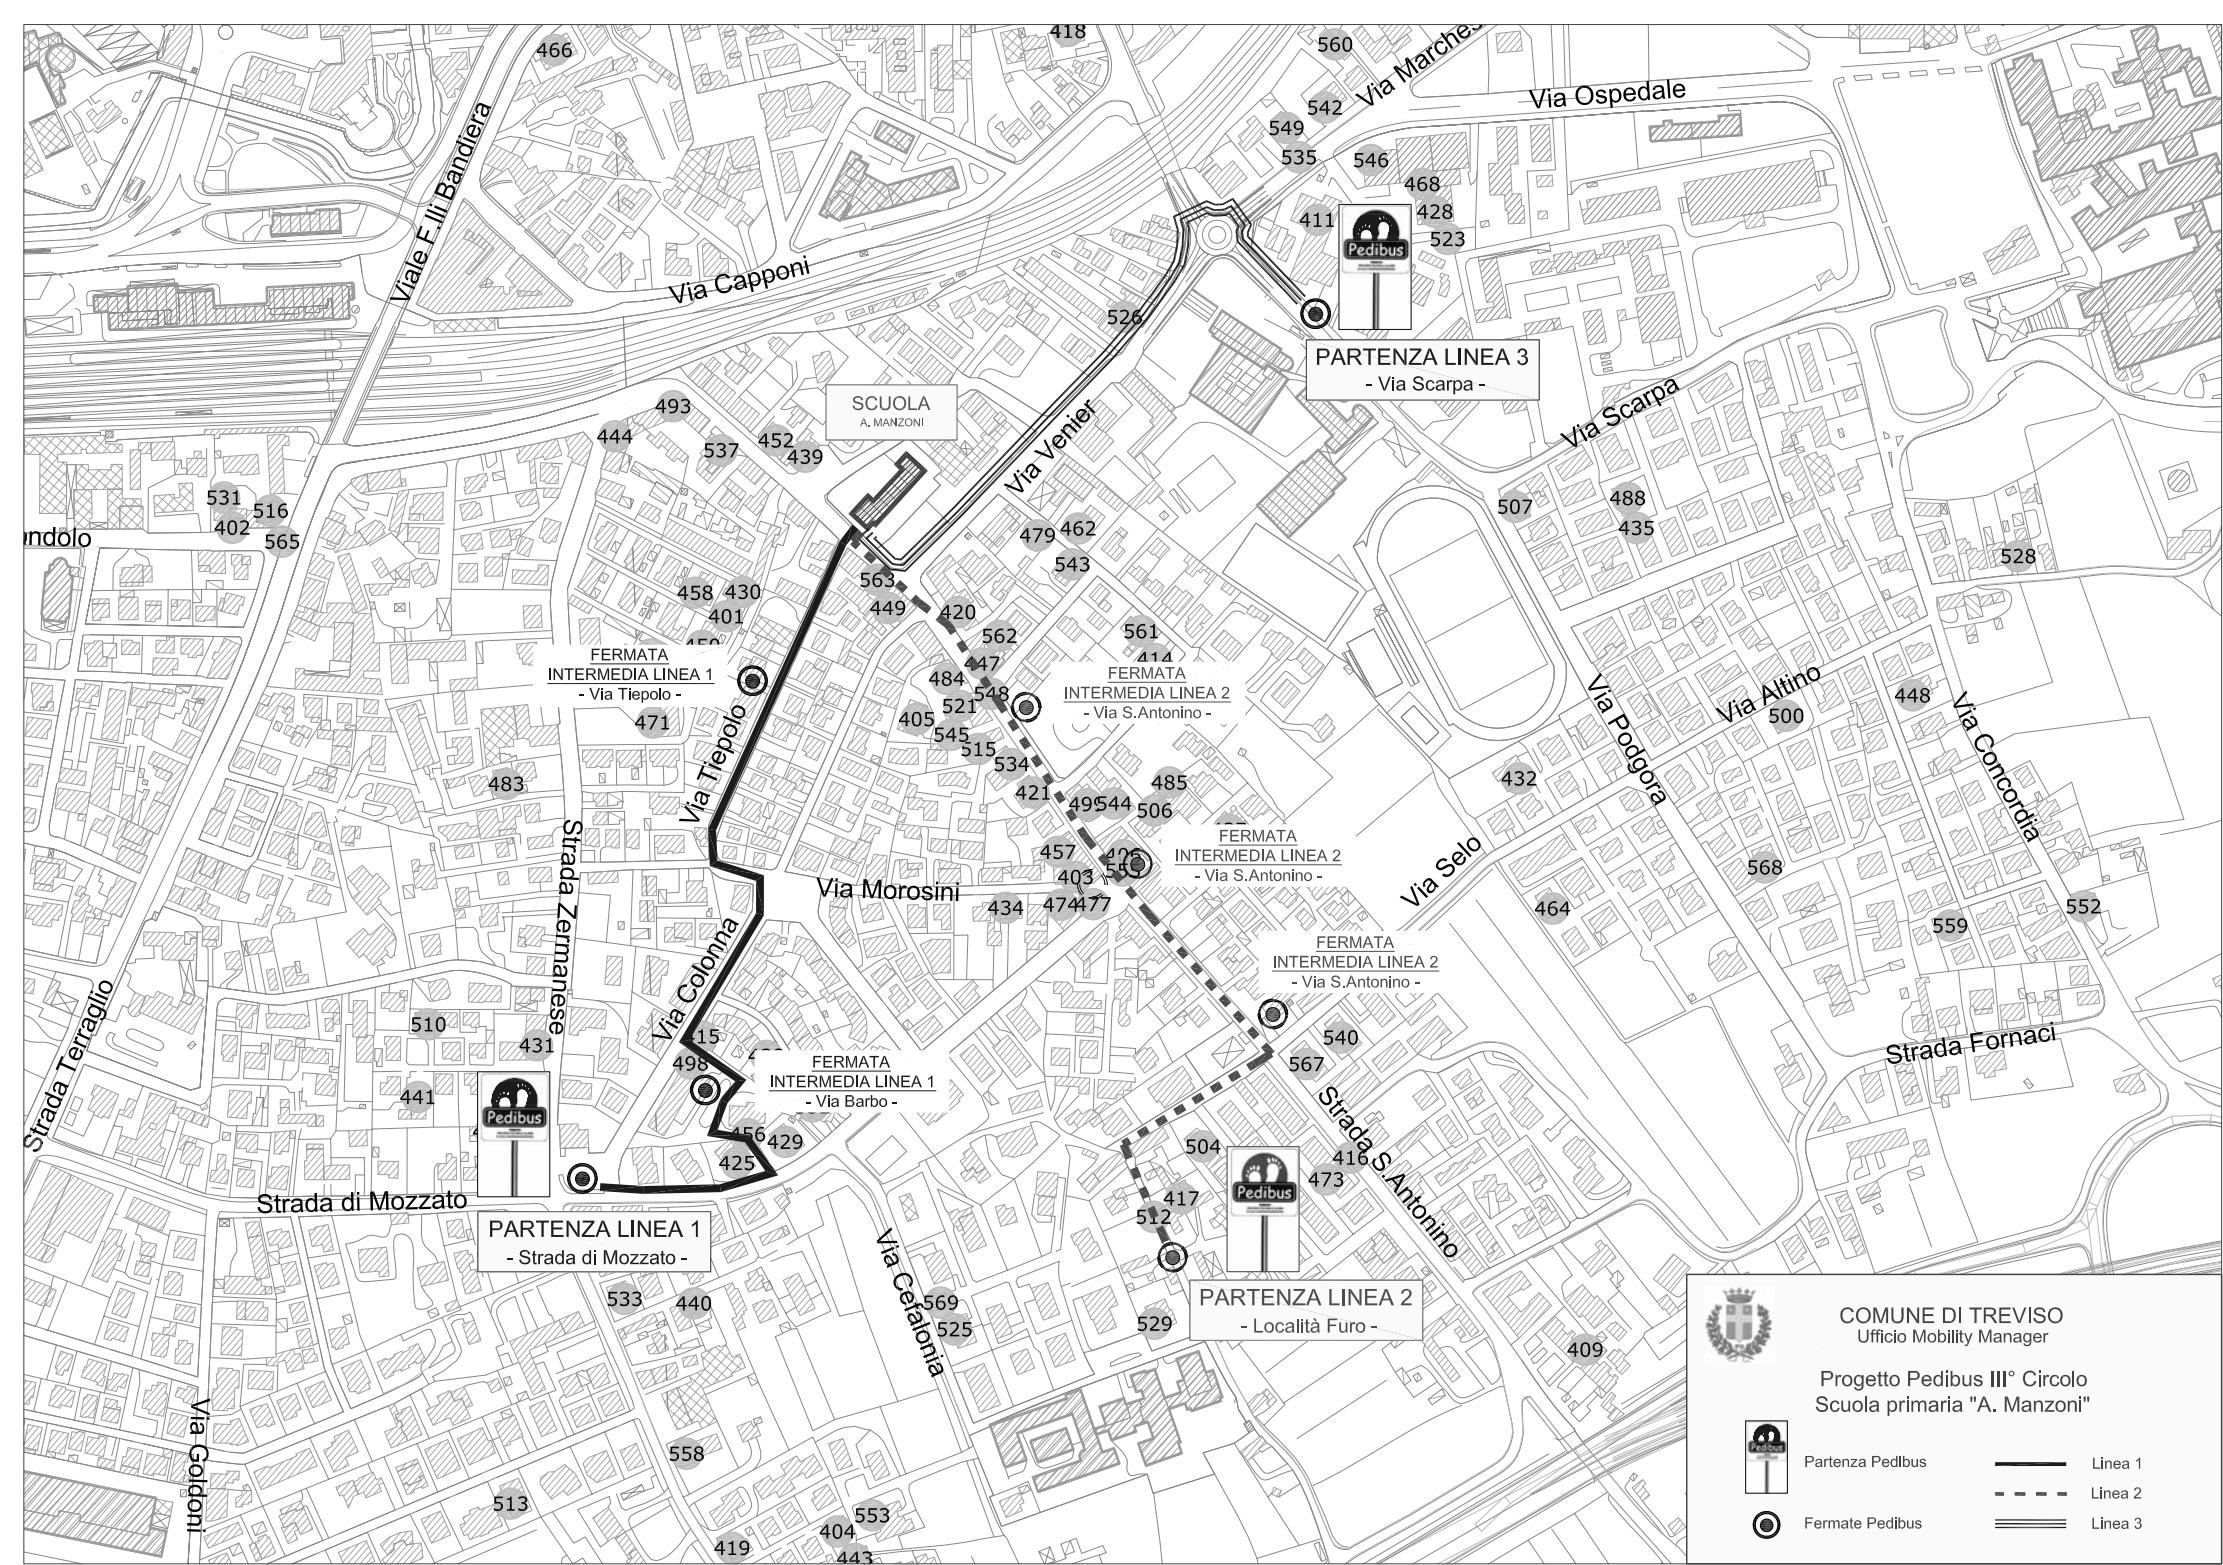 418
466
560
Via Marches
Via Ospedale
542
549
535
546
468
428
411
523
Pedibus
Viale F.lli Bandiera
Via Capponi
526
PARTENZA LINEA 3
- Via Scarpa -
SCUOLA
A. MANZONI
Via Venier
Via Scarpa
493
444
452
537
439
531
516
402
565
ndolo
507
488
435
528
479
462
543
563
458
430
449
401
420
562
561
414
459
FERMATA
INTERMEDIA LINEA 1
- Via Tiepolo -
447
484
548
521
405
545
515
534
421
FERMATA
INTERMEDIA LINEA 2
- Via S.Antonino -
471
Via Tiepolo
483
Via Podgora
Via Altino
500
448
Via Concordia
432
485
499
544
506
457
403
555
474
477
434
FERMATA
INTERMEDIA LINEA 2
- Via S.Antonino -
Via Morosini
Via Selo
568
464
559
552
Strada Zermanese
Via Colonna
FERMATA
INTERMEDIA LINEA 2
- Via S.Antonino -
Strada Terraglio
510
431
415
498
441
FERMATA
INTERMEDIA LINEA 1
- Via Barbo -
540
567
Strada Fornaci
Pedibus
456
429
425
504
416
473
Strada S.Antonino
Pedibus
417
512
Strada di Mozzato
PARTENZA LINEA 1
- Strada di Mozzato -
Via Cefalonia
533
440
569
525
529
PARTENZA LINEA 2
- Località Furo -
409
Via Goldoni
558
513
553
404
419
443
COMUNE DI TREVISO
Ufficio Mobility Manager
Progetto Pedibus III° Circolo
Scuola primaria "A. Manzoni"
Pedibus
Partenza Pedibus
Linea 1
Linea 2
Fermate Pedibus
Linea 3